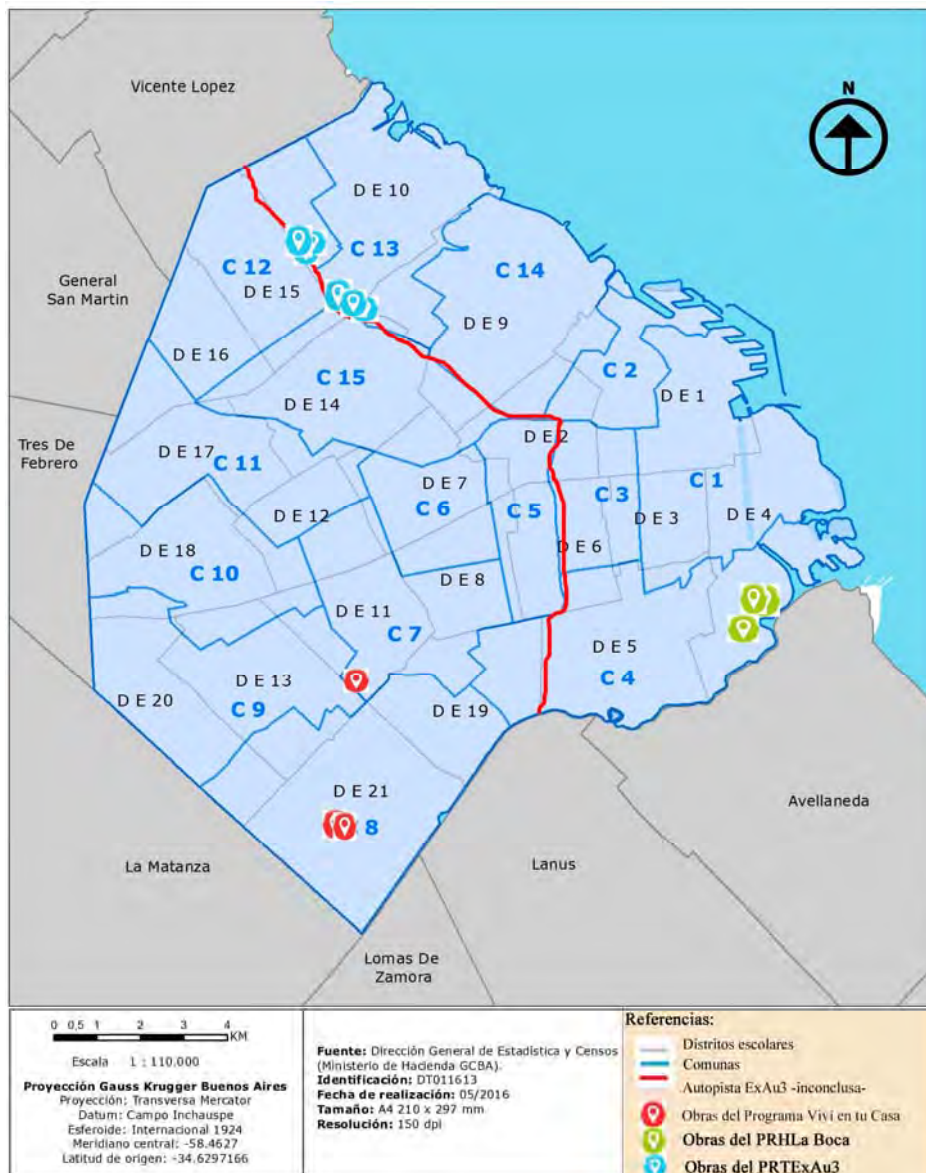 Vicente Lopez
N
D E 10
C 13
C 14
General
San Martin
C 12
D E 15
D E 9
D E 16
C 15
C 2
D E 14
D E 1
Tres De
Febrero
D E 17
C 11
D E 2
D E 7
C 6
C 5
C 3
C 1
D E 12
D E 3
D E 4
D E 18
C 10
D E 6
D E 8
D E 11
C 7
D E 5
C 4
D E 20
D E 13
C 9
D E 19
D E 21
8
Avellaneda
La Matanza
Lanus
Lomas De
Zamora
0 0,5 1 2 3 4
KM
Escala 1 : 110.000
Proyección Gauss Krugger Buenos Aires
Proyección: Transversa Mercator
Datum: Campo Inchauspe
Esferoide: Internacional 1924
Meridiano central: -58.4627
Latitud de origen: -34.6297166
Fuente: Dirección General de Estadística y Censos
(Ministerio de Hacienda GCBA).
Identificación: DT011613
Fecha de realización: 05/2016
Tamaño: A4 210 x 297 mm
Resolución: 150 dpi
Referencias:
Distritos escolares
Comunas
Autopista ExAu3 -inconclusa-
Obras del Programa Viví en tu Casa
Obras del PRHLa Boca
Obras del PRTExAu3